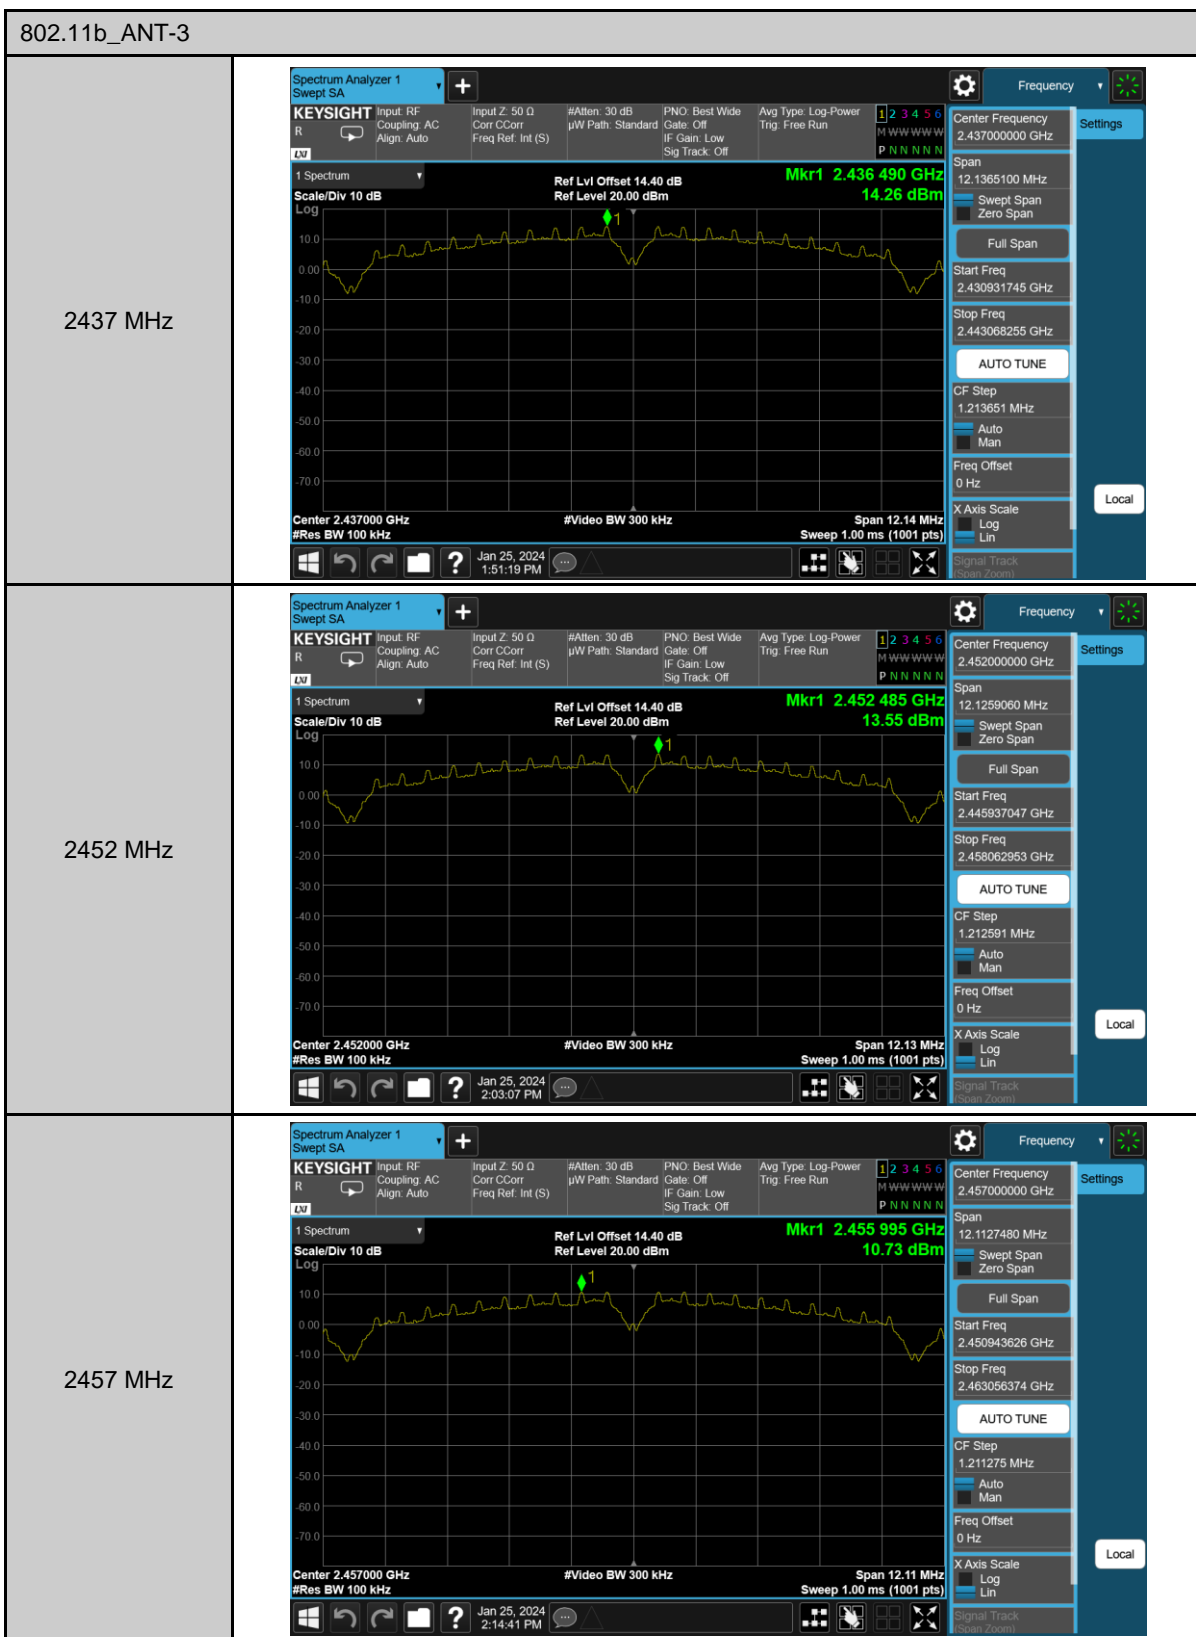 802.11b_ANT-3
2437 MHz
Spectrum Analyzer 1
Swept SA
Frequency
KEYSIGHT
R
LXI
Input: RF
Coupling: AC
Align: Auto
Input Z: 50 Ω
Corr CCorr
Freq Ref: Int (S)
#Atten: 30 dB
µW Path: Standard
PNO: Best Wide
Gate: Off
IF Gain: Low
Sig Track: Off
Avg Type: Log-Power
Trig: Free Run
1 2 3 4 5 6
M W W W W W
P N N N N N
Center Frequency
2.437000000 GHz
Settings
1 Spectrum
Scale/Div 10 dB
Log
Ref Lvl Offset 14.40 dB
Ref Level 20.00 dBm
Mkr1 2.436 490 GHz
14.26 dBm
1
10.0
0.00
-10.0
-20.0
-30.0
-40.0
-50.0
-60.0
-70.0
Span
12.1365100 MHz
Swept Span
Zero Span
Full Span
Start Freq
2.430931745 GHz
Stop Freq
2.443068255 GHz
AUTO TUNE
CF Step
1.213651 MHz
Auto
Man
Freq Offset
0 Hz
X Axis Scale
Log
Lin
Signal Track
(Span Zoom)
Local
Center 2.437000 GHz
#Res BW 100 kHz
#Video BW 300 kHz
Span 12.14 MHz
Sweep 1.00 ms (1001 pts)
?
Jan 25, 2024
1:51:19 PM
2452 MHz
Spectrum Analyzer 1
Swept SA
Frequency
KEYSIGHT
R
LXI
Input: RF
Coupling: AC
Align: Auto
Input Z: 50 Ω
Corr CCorr
Freq Ref: Int (S)
#Atten: 30 dB
µW Path: Standard
PNO: Best Wide
Gate: Off
IF Gain: Low
Sig Track: Off
Avg Type: Log-Power
Trig: Free Run
1 2 3 4 5 6
M W W W W W
P N N N N N
Center Frequency
2.452000000 GHz
Settings
1 Spectrum
Scale/Div 10 dB
Log
Ref Lvl Offset 14.40 dB
Ref Level 20.00 dBm
Mkr1 2.452 485 GHz
13.55 dBm
1
10.0
0.00
-10.0
-20.0
-30.0
-40.0
-50.0
-60.0
-70.0
Span
12.1259060 MHz
Swept Span
Zero Span
Full Span
Start Freq
2.445937047 GHz
Stop Freq
2.458062953 GHz
AUTO TUNE
CF Step
1.212591 MHz
Auto
Man
Freq Offset
0 Hz
X Axis Scale
Log
Lin
Signal Track
(Span Zoom)
Local
Center 2.452000 GHz
#Res BW 100 kHz
#Video BW 300 kHz
Span 12.13 MHz
Sweep 1.00 ms (1001 pts)
?
Jan 25, 2024
2:03:07 PM
2457 MHz
Spectrum Analyzer 1
Swept SA
Frequency
KEYSIGHT
R
LXI
Input: RF
Coupling: AC
Align: Auto
Input Z: 50 Ω
Corr CCorr
Freq Ref: Int (S)
#Atten: 30 dB
µW Path: Standard
PNO: Best Wide
Gate: Off
IF Gain: Low
Sig Track: Off
Avg Type: Log-Power
Trig: Free Run
1 2 3 4 5 6
M W W W W W
P N N N N N
Center Frequency
2.457000000 GHz
Settings
1 Spectrum
Scale/Div 10 dB
Log
Ref Lvl Offset 14.40 dB
Ref Level 20.00 dBm
Mkr1 2.455 995 GHz
10.73 dBm
1
10.0
0.00
-10.0
-20.0
-30.0
-40.0
-50.0
-60.0
-70.0
Span
12.1127480 MHz
Swept Span
Zero Span
Full Span
Start Freq
2.450943626 GHz
Stop Freq
2.463056374 GHz
AUTO TUNE
CF Step
1.211275 MHz
Auto
Man
Freq Offset
0 Hz
X Axis Scale
Log
Lin
Signal Track
(Span Zoom)
Local
Center 2.457000 GHz
#Res BW 100 kHz
#Video BW 300 kHz
Span 12.11 MHz
Sweep 1.00 ms (1001 pts)
?
Jan 25, 2024
2:14:41 PM